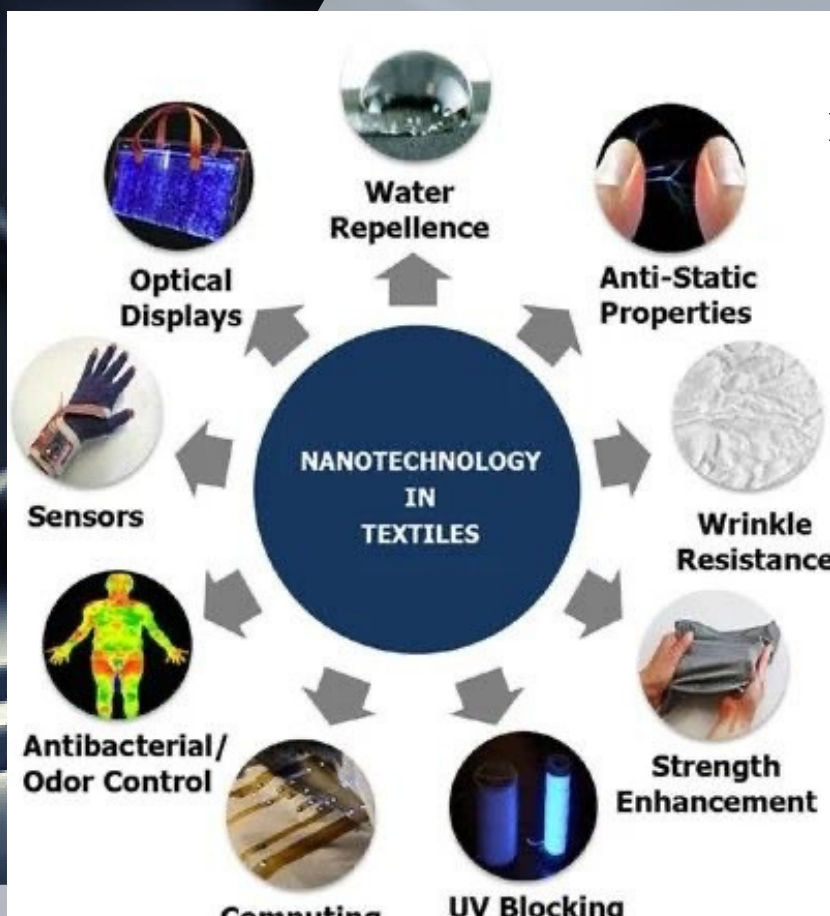 Water
Repellence
Anti-Static
Properties
Wrinkle
Resistance
Strength
Enhancement
UV Blocking
Computing
Antibacterial/
Odor Control
Sensors
Optical
Displays
NANOTECHNOLOGY
IN
TEXTILES